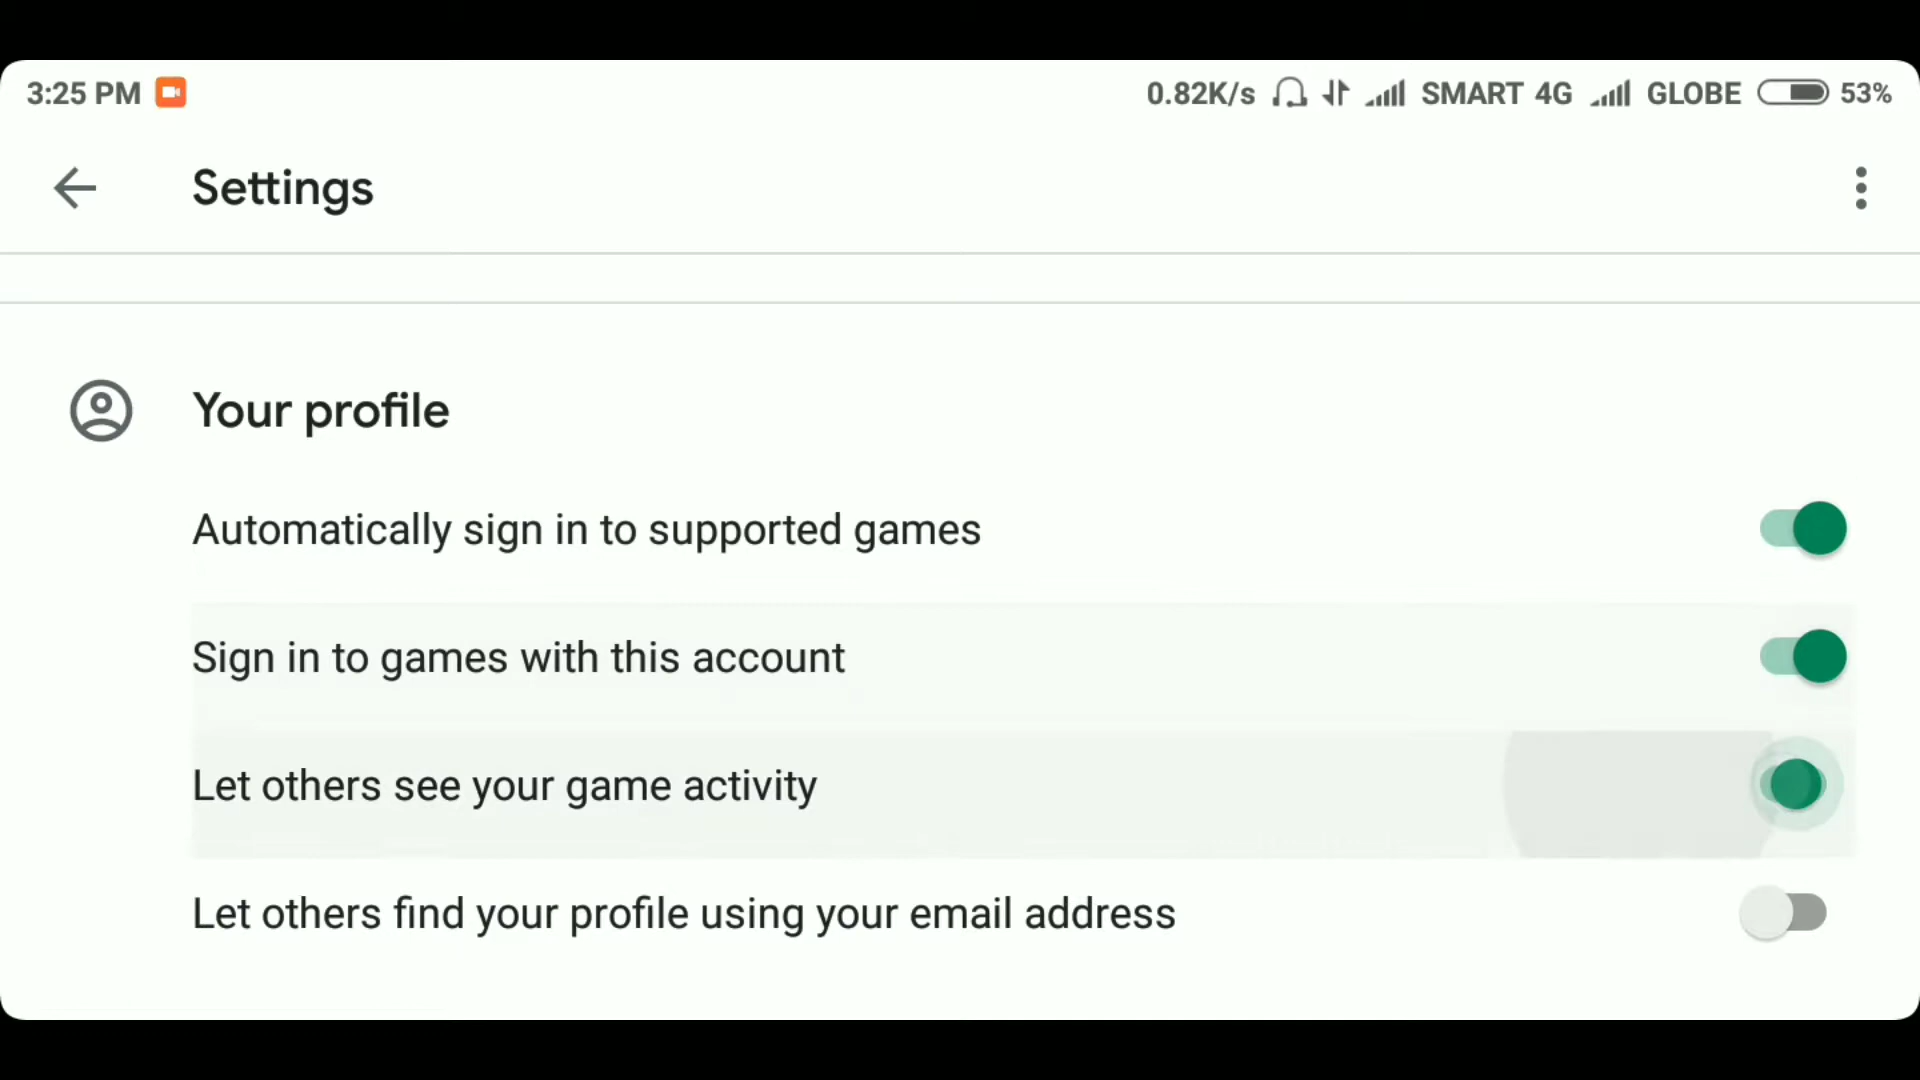 3:25 PM 0.82K/s SMART 4G GLOBE 53%
Settings
Your profile
Automatically sign in to supported games
Sign in to games with this account
Let others see your game activity
Let others find your profile using your email address